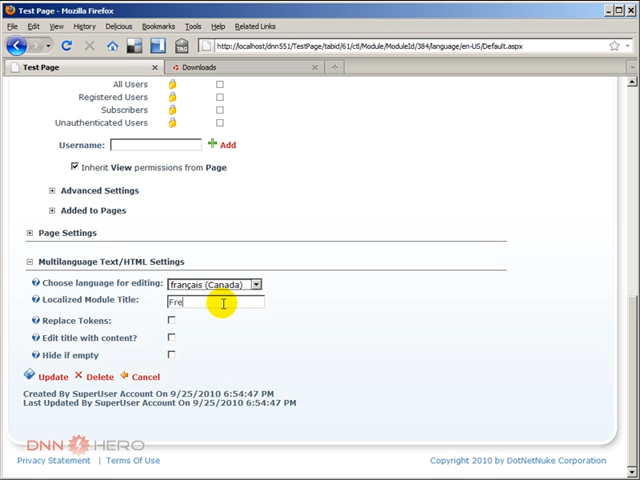 Test Page - Mozilla Firefox
File Edit View History Delicious Bookmarks Tools Help Related Links
TAG http://localhost/dnn551/TestPage/tabid/61/ctl/Module/ModuleId/384/language/en-US/Default.aspx
Test Page Downloads
All Users
Registered Users
Subscribers
Unauthenticated Users
Username: Add
Inherit View permissions from Page
Advanced Settings
Added to Pages
Page Settings
Multilanguage Text/HTML Settings
Choose language for editing: français (Canada)
Localized Module Title: Fre
Replace Tokens:
Edit title with content?
Hide if empty
Update Delete Cancel
Created By SuperUser Account On 9/25/2010 6:54:47 PM
Last Updated By SuperUser Account On 9/25/2010 6:54:47 PM
DNN HERO
Privacy Statement | Terms Of Use Copyright 2010 by DotNetNuke Corporation